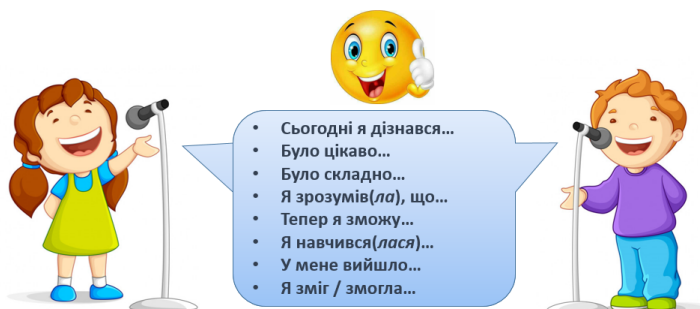 • Сьогодні я дізнався...
• Було цікаво...
• Було складно...
• Я зрозумів(ла), що...
• Тепер я зможу...
• Я навчився(лася)...
• У мене вийшло...
• Я зміг / змогла...